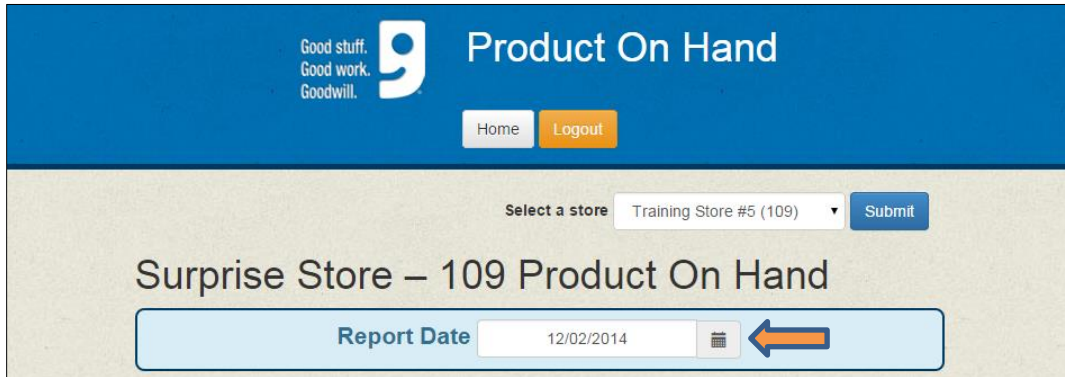 Good stuff.
Good work.
Goodwill.
Product On Hand
Home Logout
Select a store Training Store #5 (109) Submit
Surprise Store – 109 Product On Hand
Report Date 12/02/2014